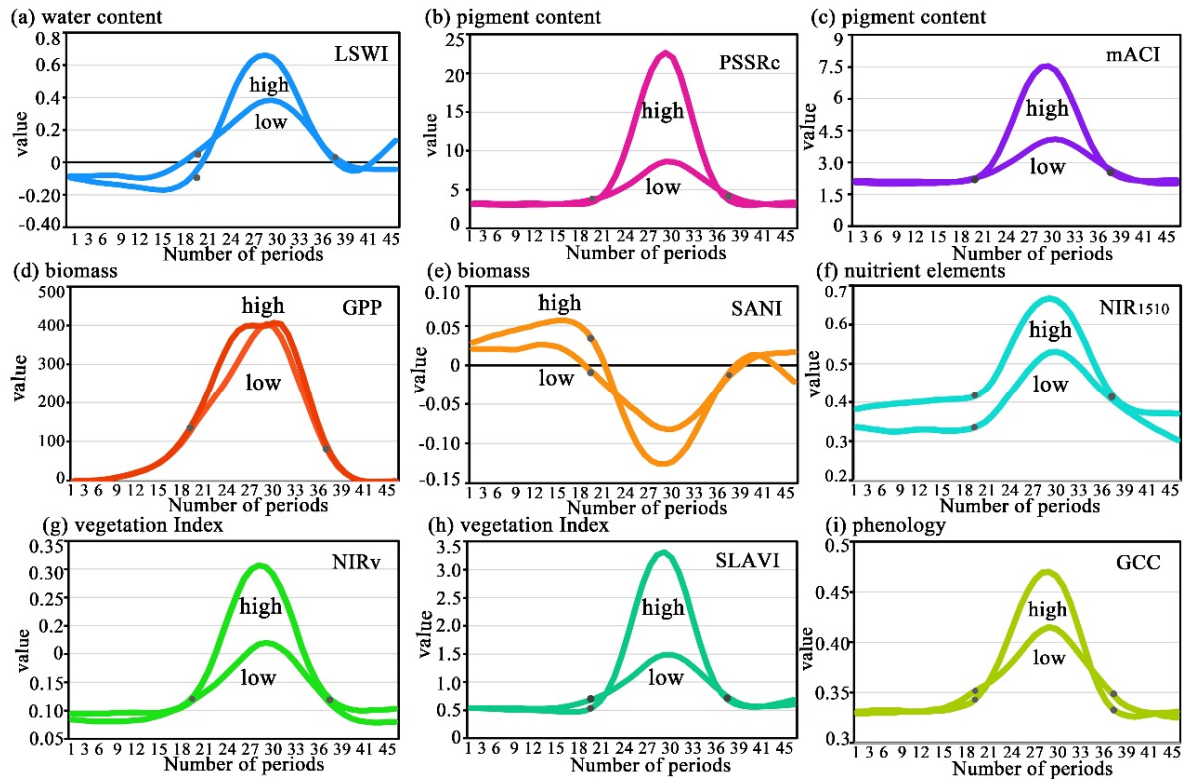 (a) water content
LSWI
0.8
0.6
0.4
0.2
0
-0.20
-0.40
value
high
low
1 3 6 9 12 15 18 21 24 27 30 33 36 39 42 45
Number of periods
(b) pigment content
PSSRc
25
20
15
10
5
0
value
high
low
1 3 6 9 12 15 18 21 24 27 30 33 36 39 42 45
Number of periods
(c) pigment content
mACI
9
7.5
6
4.5
3.0
1.5
0
value
high
low
1 3 6 9 12 15 18 21 24 27 30 33 36 39 42 45
Number of periods
(d) biomass
GPP
500
400
300
200
100
0
value
high
low
1 3 6 9 12 15 18 21 24 27 30 33 36 39 42 45
Number of periods
(e) biomass
SANI
0.10
0.05
0
-0.05
-0.10
-0.15
value
high
low
1 3 6 9 12 15 18 21 24 27 30 33 36 39 42 45
Number of periods
(f) nuitrient elements
NIR1510
0.7
0.6
0.5
0.4
0.3
0.2
value
high
low
1 3 6 9 12 15 18 21 24 27 30 33 36 39 42 45
Number of periods
(g) vegetation Index
NIRv
0.35
0.30
0.25
0.2
0
0.15
0.10
0.05
value
high
low
1 3 6 9 12 15 18 21 24 27 30 33 36 39 42 45
Number of periods
(h) vegetation Index
SLAVI
3.5
3.0
2.5
2.0
1.5
1.0
0.5
0
value
high
low
1 3 6 9 12 15 18 21 24 27 30 33 36 39 42 45
Number of periods
(i) phenology
GCC
0.5
0.45
0.40
0.35
0.3
value
high
low
1 3 6 9 12 15 18 21 24 27 30 33 36 39 42 45
Number of periods